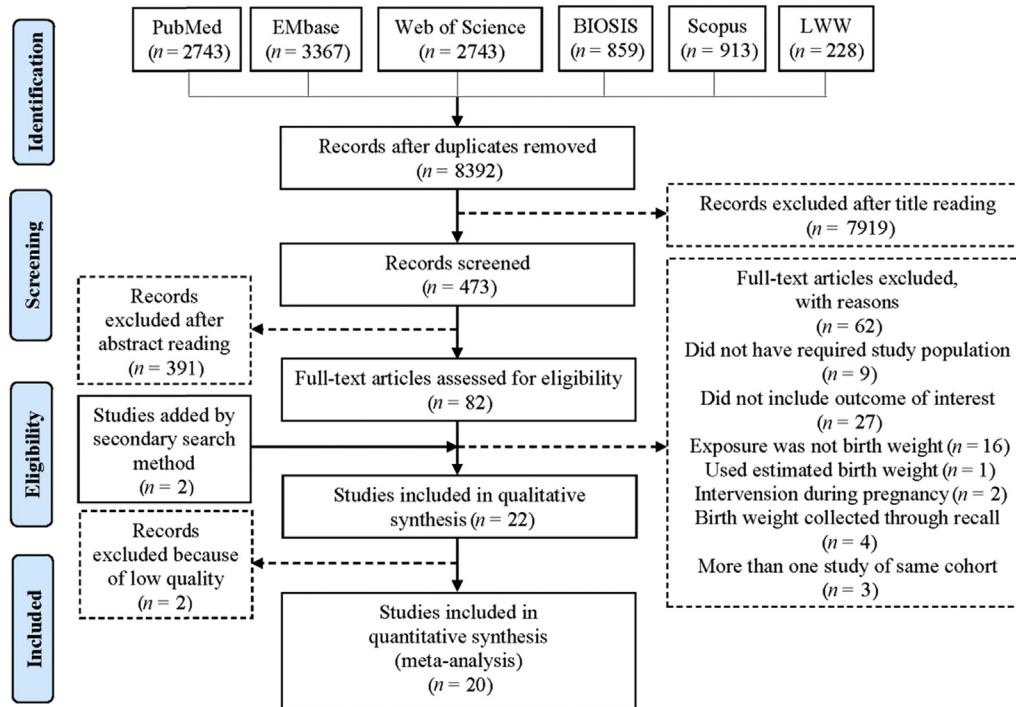 Identification
PubMed
(n = 2743)
EMbase
(n = 3367)
Web of Science
(n = 2743)
BIOSIS
(n = 859)
Scopus
(n = 913)
LWW
(n = 228)
Records after duplicates removed
(n = 8392)
Screening
Records excluded after title reading
(n = 7919)
Records screened
(n = 473)
Records
excluded after
abstract reading
(n = 391)
Full-text articles assessed for eligibility
(n = 82)
Full-text articles excluded,
with reasons
(n = 62)
Did not have required study population
(n = 9)
Did not include outcome of interest
(n = 27)
Exposure was not birth weight (n = 16)
Used estimated birth weight (n = 1)
Intervention during pregnancy (n = 2)
Birth weight collected through recall
(n = 4)
More than one study of same cohort
(n = 3)
Eligibility
Studies added by
secondary search
method
(n = 2)
Studies included in qualitative
synthesis (n = 22)
Records
excluded because
of low quality
(n = 2)
Included
Studies included in
quantitative synthesis
(meta-analysis)
(n = 20)